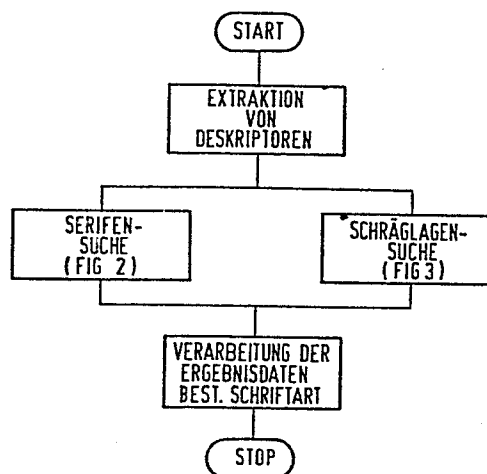 START
EXTRAKTION
VON
DESKRIPTOREN
SERIFEN-
SUCHE
(FIG 2)
SCHRÄGLAGEN-
SUCHE
(FIG 3)
VERARBEITUNG DER
ERGEBNISDATEN
BEST. SCHRIFTART
STOP